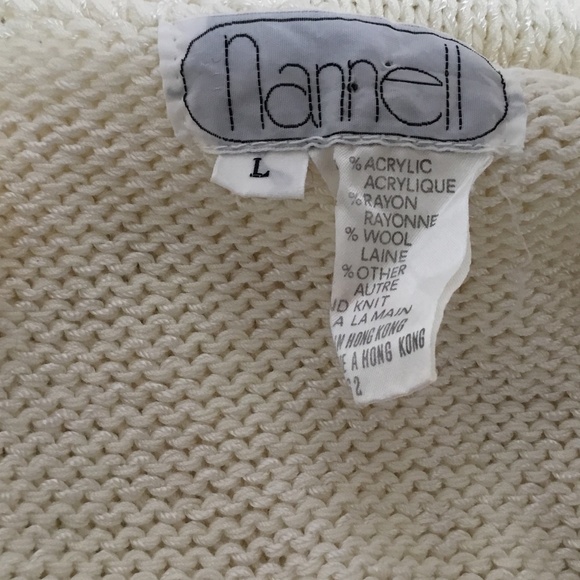 nannell
L
% ACRYLIC
ACRYLIQUE
% RAYON
RAYONNE
% WOOL
LAINE
% OTHER
AUTRE
KNIT
A LA MAIN
HONG KONG
A HONG KONG